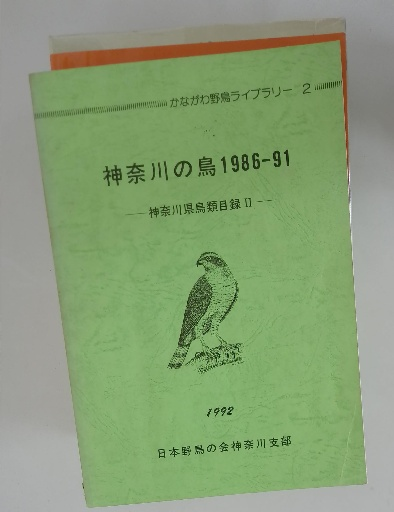 かながわ野鳥ライブラリー 2
神奈川の鳥1986-91
——神奈川県鳥類目録Ⅱ——
1992
日本野鳥の会神奈川支部